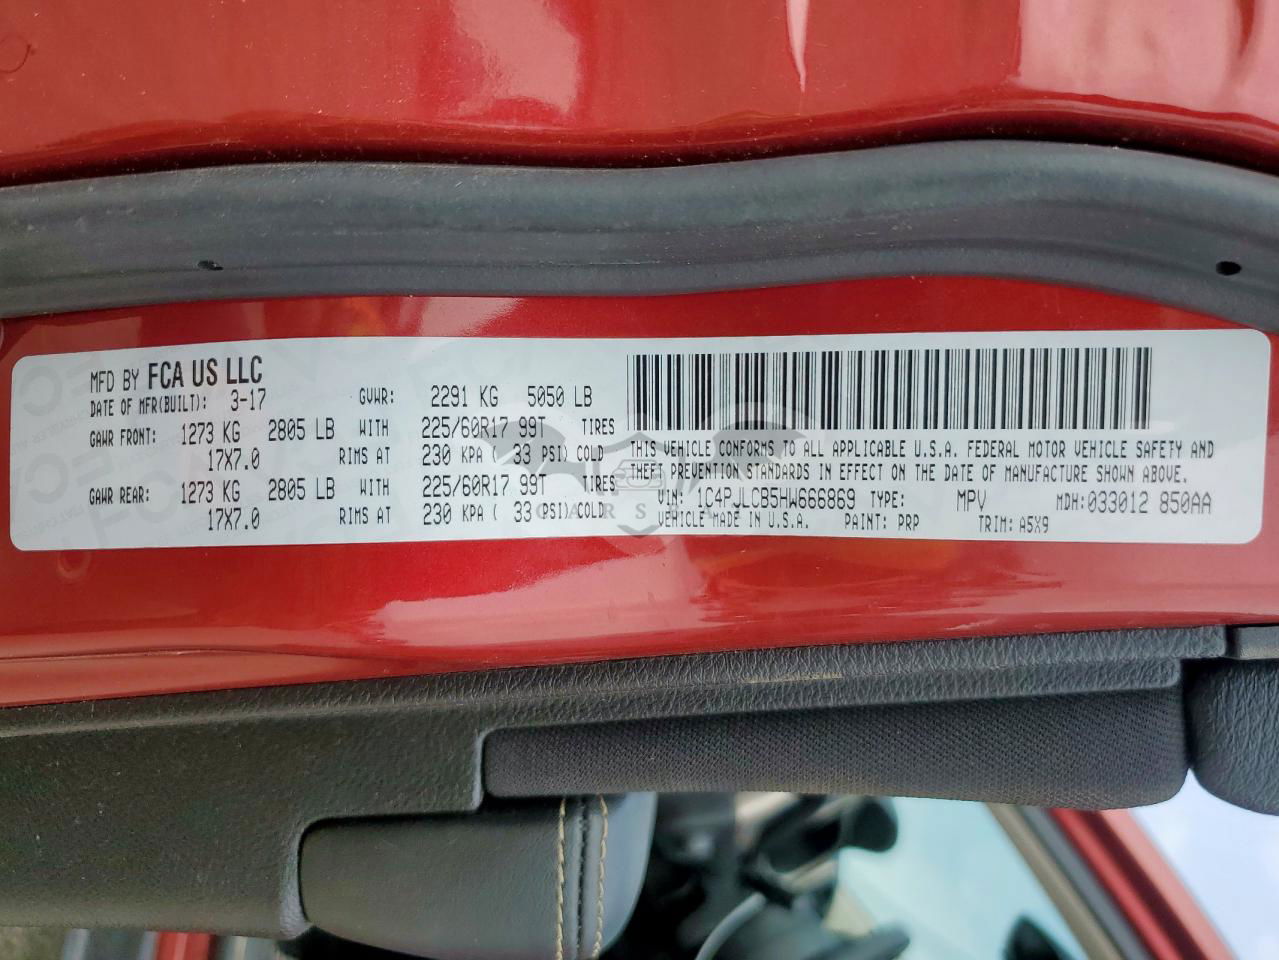 MFD BY FCA US LLC
DATE OF MFR(BUILT): 3-17 GVWR: 2291 KG 5050 LB
GAWR FRONT: 1273 KG 2805 LB WITH 225/60R17 99T TIRES
17X7.0 RIMS AT 230 KPA ( 33 PSI) COLD
GAWR REAR: 1273 KG 2805 LB WITH 225/60R17 99T TIRES
17X7.0 RIMS AT 230 KPA ( 33 PSI) COLD
THIS VEHICLE CONFORMS TO ALL APPLICABLE U.S.A. FEDERAL MOTOR VEHICLE SAFETY AND
THEFT PREVENTION STANDARDS IN EFFECT ON THE DATE OF MANUFACTURE SHOWN ABOVE.
VIN: 1C4PJLCB5HW666869 TYPE: MPV MDH:033012 850AA
VEHICLE MADE IN U.S.A. PAINT: PRP TRIM: A5X9